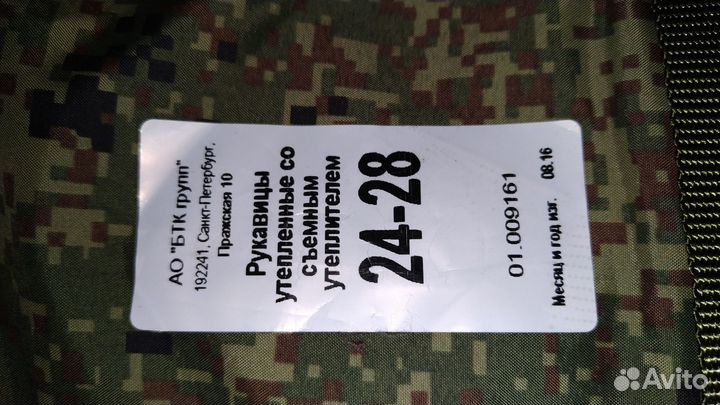 АО "БТК групп"
192241, Санкт-Петербург,
Пражская 10
Рукавицы
утепленные со
съемным
утеплителем
24-28
01.009161
Месяц и год изг. 08.16
Avito